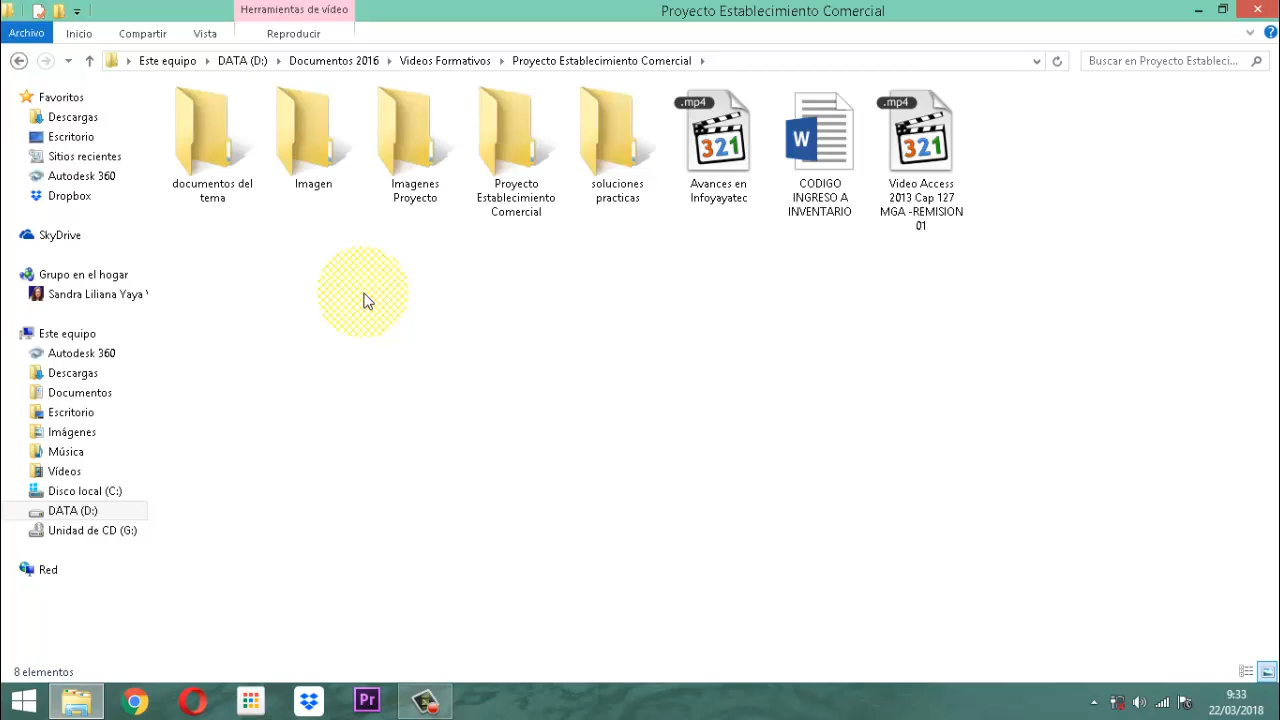 Herramientas de vídeo
Proyecto Establecimiento Comercial
Archivo
Inicio
Compartir
Vista
Reproducir
Este equipo
DATA (D:)
Documentos 2016
Videos Formativos
Proyecto Establecimiento Comercial
Buscar en Proyecto Estableci...
Favoritos
Descargas
Escritorio
Sitios recientes
Autodesk 360
Dropbox
SkyDrive
Grupo en el hogar
Sandra Liliana Yaya
Este equipo
Autodesk 360
Descargas
Documentos
Escritorio
Imágenes
Música
Vídeos
Disco local (C:)
DATA (D:)
Unidad de CD (G:)
Red
documentos del
tema
Imagen
Imagenes
Proyecto
Proyecto
Establecimiento
Comercial
soluciones
practicas
.mp4
321
Avances en
Infoyayatec
W
CODIGO
INGRESO A
INVENTARIO
.mp4
321
Video Access
2013 Cap 127
MGA -REMISION
01
8 elementos
Pr
9:33
22/03/2018